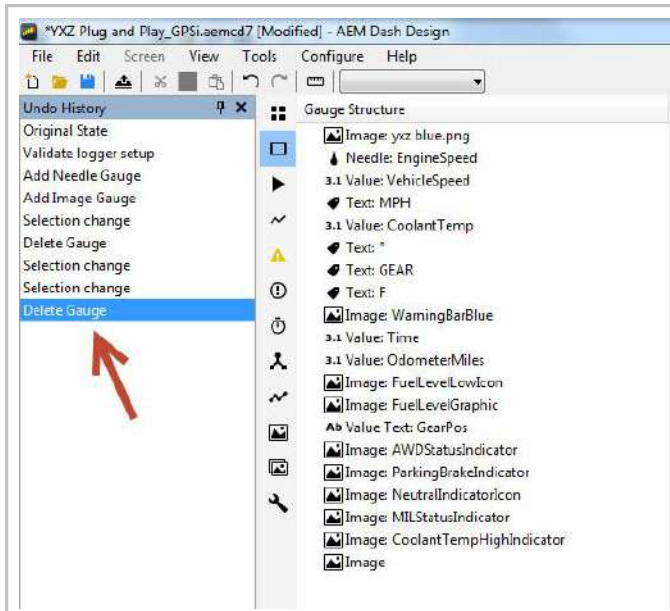 *YXZ Plug and Play_GPSi.aemcd7 [Modified] - AEM Dash Design
File Edit Screen View Tools Configure Help
Undo History
Original State
Validate logger setup
Add Needle Gauge
Add Image Gauge
Selection change
Delete Gauge
Selection change
Selection change
Delete Gauge
Gauge Structure
Image: yxz blue.png
Needle: EngineSpeed
3.1 Value: VehicleSpeed
Text: MPH
3.1 Value: CoolantTemp
Text: °
Text: GEAR
Text: F
Image: WarningBarBlue
3.1 Value: Time
3.1 Value: OdometerMiles
Image: FuelLevelLowIcon
Image: FuelLevelGraphic
Ab Value Text: GearPos
Image: AWDStatusIndicator
Image: ParkingBrakeIndicator
Image: NeutralIndicatorIcon
Image: MILStatusIndicator
Image: CoolantTempHighIndicator
Image